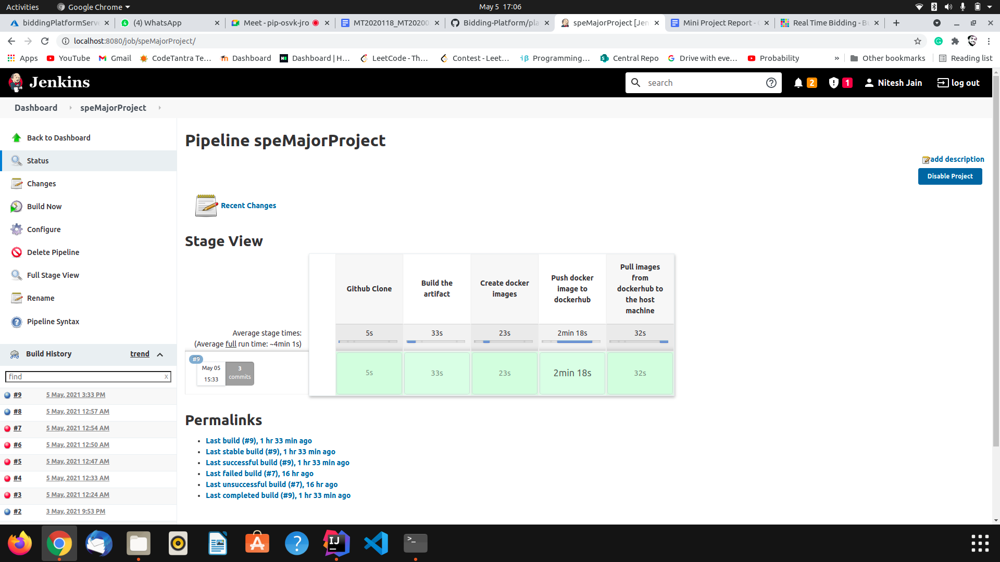 Activities
Google Chrome
May 5 17:06
biddingPlatformServe
(4) WhatsApp
Meet - pip-osvk-jro
MT2020118_MT20200
Bidding-Platform/pla
speMajorProject [Jen
Mini Project Report -
Real Time Bidding - B
localhost:8080/job/speMajorProject/
Apps
YouTube
Gmail
CodeTantra Te...
Dashboard
Dashboard | H...
LeetCode - Th...
Contest - Leet...
Programming...
Central Repo
Drive with eve...
Probability
»
Other bookmarks
Reading list
Jenkins
search
2
1
Nitesh Jain
log out
Dashboard
speMajorProject
Back to Dashboard
Status
Changes
Build Now
Configure
Delete Pipeline
Full Stage View
Rename
Pipeline Syntax
Build History
trend
find
x
#9 5 May, 2021 3:33 PM
#8 5 May, 2021 12:57 AM
#7 5 May, 2021 12:54 AM
#6 5 May, 2021 12:50 AM
#5 5 May, 2021 12:47 AM
#4 5 May, 2021 12:33 AM
#3 5 May, 2021 12:24 AM
#2 3 May, 2021 9:53 PM
Pipeline speMajorProject
add description
Disable Project
Recent Changes
Stage View
Github Clone
Build the
artifact
Create docker
images
Push docker
image to
dockerhub
Pull images
from
dockerhub to
the host
machine
Average stage times:
(Average full run time: ~4min 1s)
5s
33s
23s
2min 18s
32s
#9
May 05
15:33
3
commits
5s
33s
23s
2min 18s
32s
Permalinks
Last build (#9), 1 hr 33 min ago
Last stable build (#9), 1 hr 33 min ago
Last successful build (#9), 1 hr 33 min ago
Last failed build (#7), 16 hr ago
Last unsuccessful build (#7), 16 hr ago
Last completed build (#9), 1 hr 33 min ago